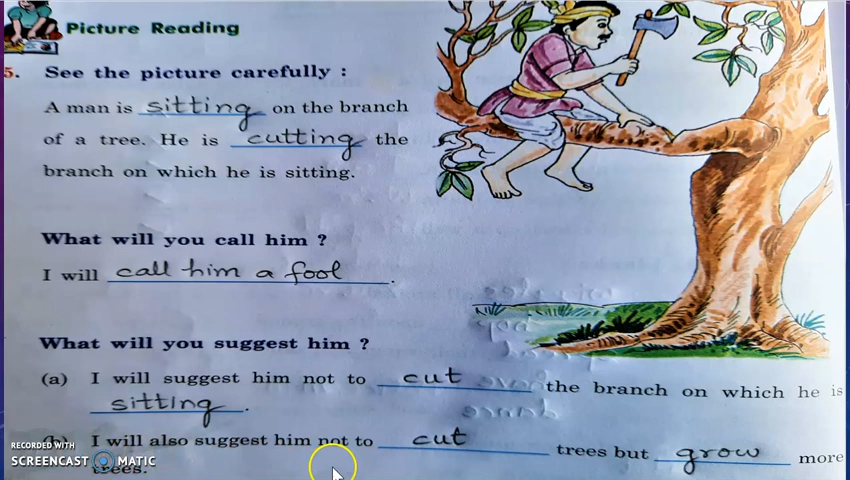 Picture Reading
5. See the picture carefully :
A man is sitting on the branch
of a tree. He is cutting the
branch on which he is sitting.
What will you call him ?
I will call him a fool.
What will you suggest him ?
(a) I will suggest him not to cut the branch on which he is
sitting.
(b) I will also suggest him not to cut trees but grow more
trees.
RECORDED WITH
SCREENCAST MATIC